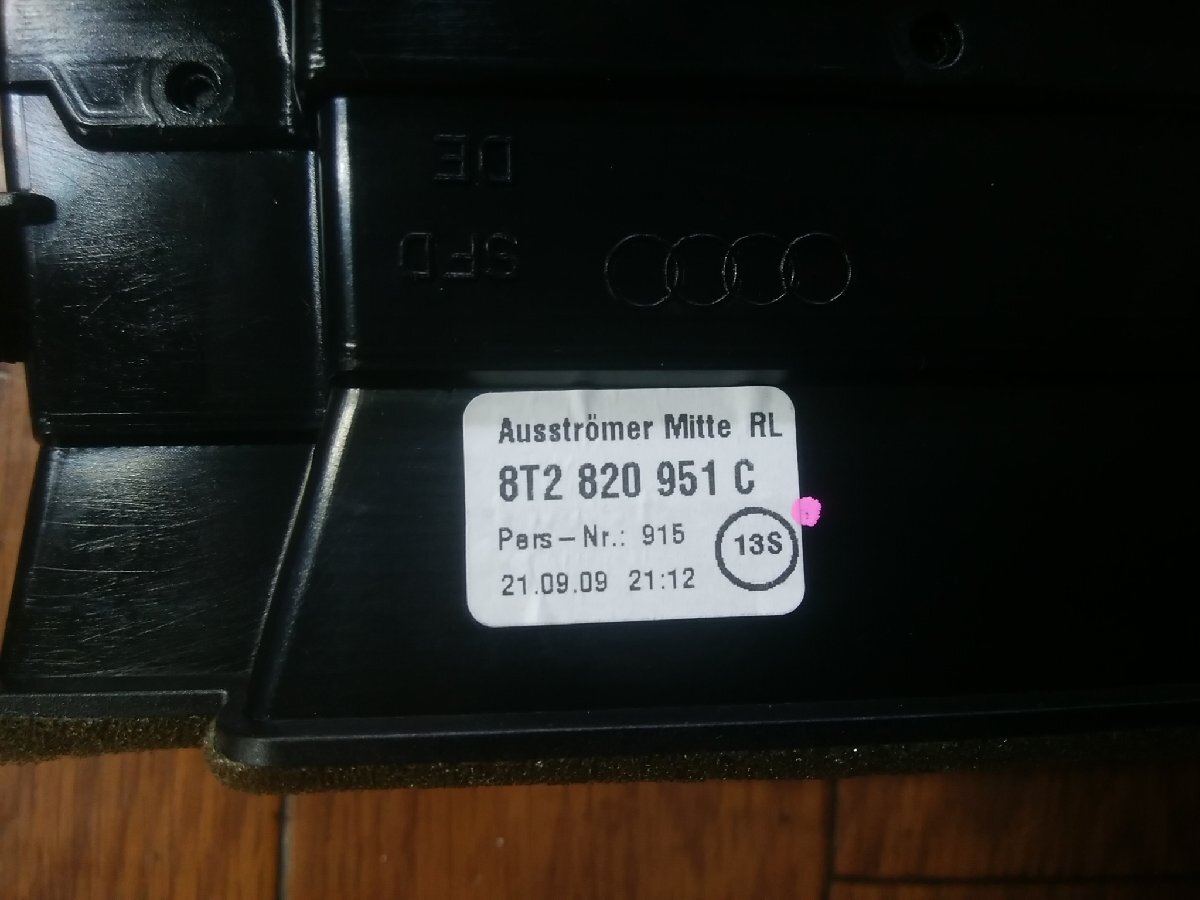 DE
SFD
Ausströmer Mitte RL
8T2 820 951 C
Pers-Nr.: 915
13S
21.09.09 21:12